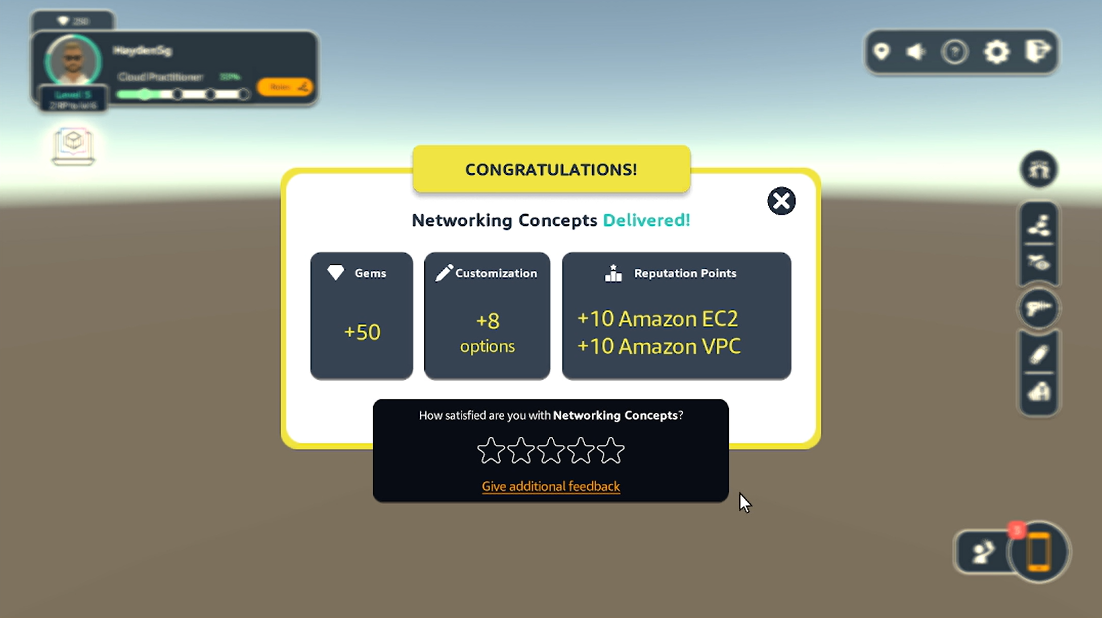 250
HaydenSg
Cloud Practitioner 33%
Level 5
Roles
CONGRATULATIONS!
Networking Concepts Delivered!
Gems
+50
Customization
+8
options
Reputation Points
+10 Amazon EC2
+10 Amazon VPC
How satisfied are you with Networking Concepts?
Give additional feedback